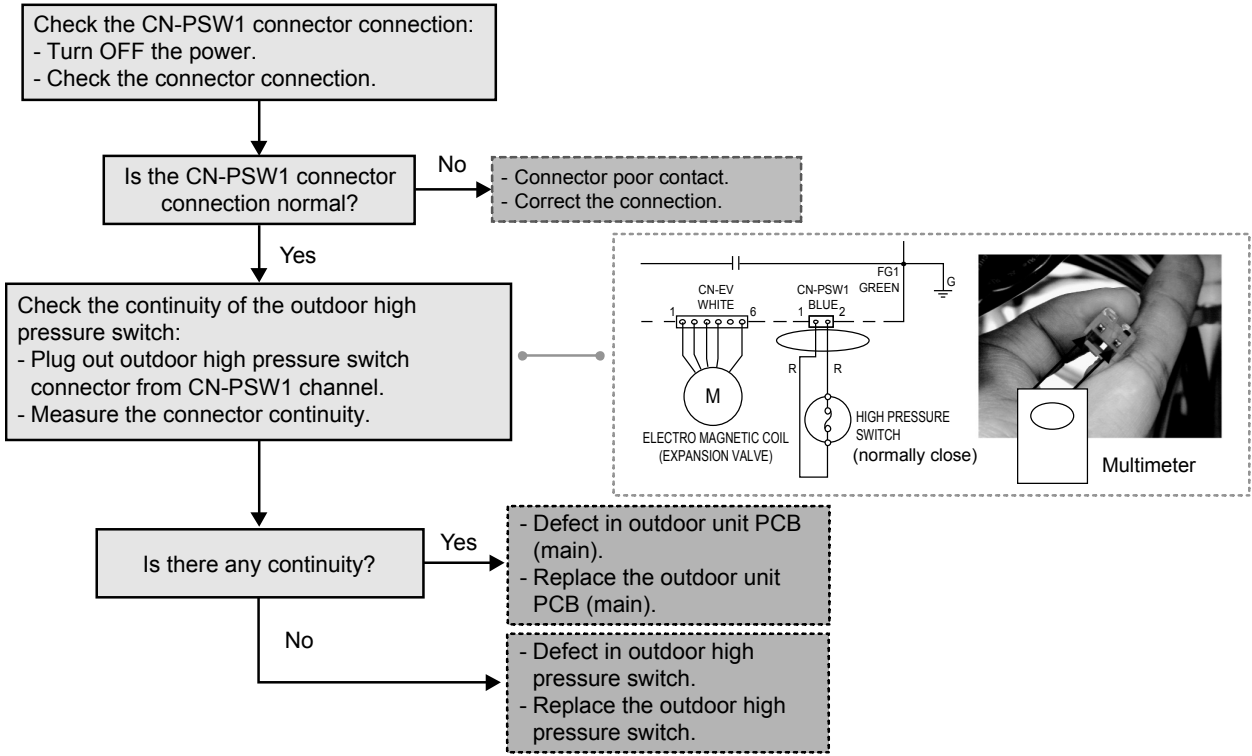 Check the CN-PSW1 connector connection:
- Turn OFF the power.
- Check the connector connection.
Is the CN-PSW1 connector
connection normal?
No
- Connector poor contact.
- Correct the connection.
Yes
Check the continuity of the outdoor high
pressure switch:
- Plug out outdoor high pressure switch
connector from CN-PSW1 channel.
- Measure the connector continuity.
FG1
GREEN
G
CN-EV
WHITE
1
6
CN-PSW1
BLUE
1
2
R
R
M
ELECTRO MAGNETIC COIL
(EXPANSION VALVE)
HIGH PRESSURE
SWITCH
(normally close)
Multimeter
Is there any continuity?
Yes
- Defect in outdoor unit PCB
(main).
- Replace the outdoor unit
PCB (main).
No
- Defect in outdoor high
pressure switch.
- Replace the outdoor high
pressure switch.